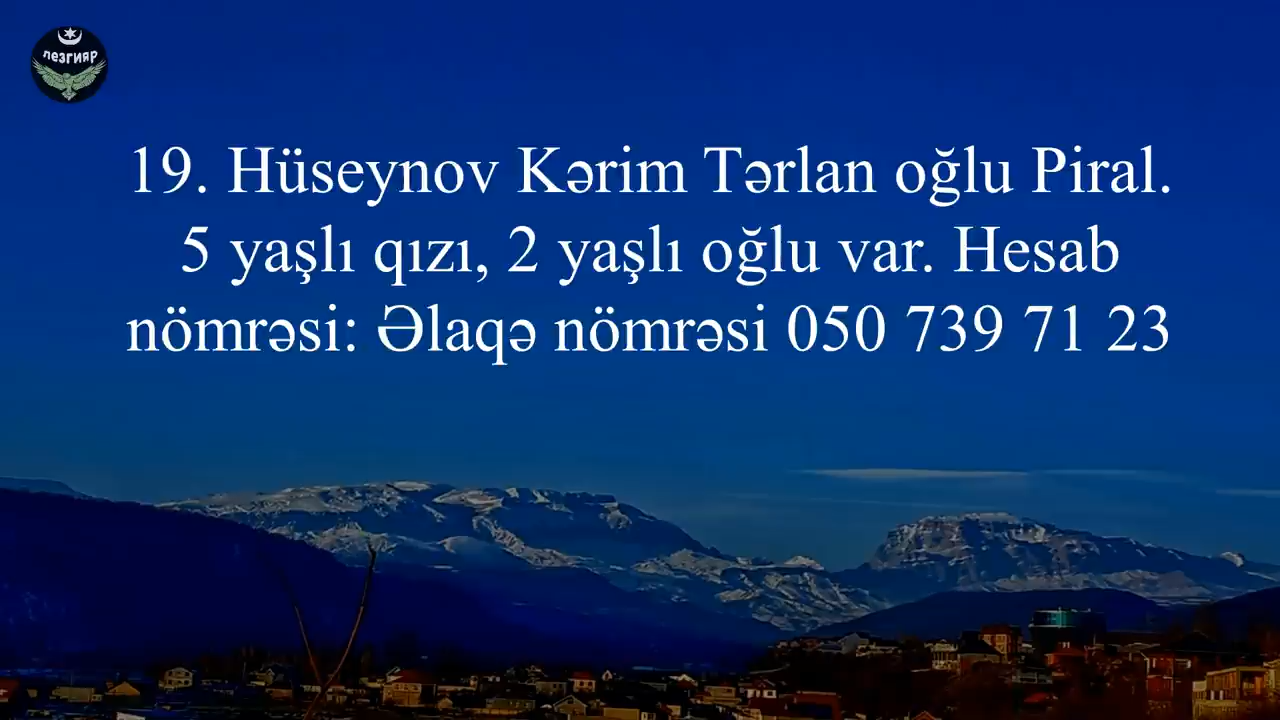 лезгияр
19. Hüseynov Kərim Tərlan oğlu Piral.
5 yaşlı qızı, 2 yaşlı oğlu var. Hesab
nömrəsi: Əlaqə nömrəsi 050 739 71 23